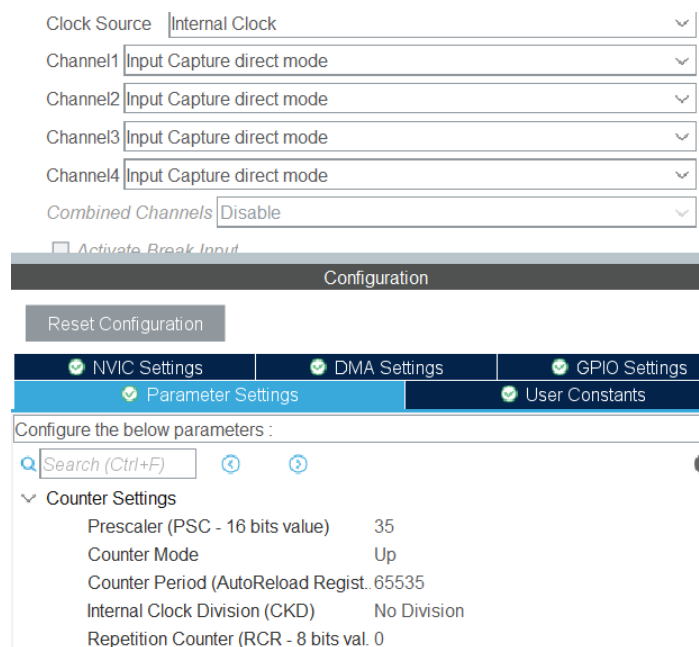 Clock Source Internal Clock
Channel1 Input Capture direct mode
Channel2 Input Capture direct mode
Channel3 Input Capture direct mode
Channel4 Input Capture direct mode
Combined Channels Disable
Activate Break Input
Configuration
Reset Configuration
NVIC Settings DMA Settings GPIO Settings
Parameter Settings User Constants
Configure the below parameters :
Search (Ctrl+F)
Counter Settings
Prescaler (PSC - 16 bits value) 35
Counter Mode Up
Counter Period (AutoReload Regist.. 65535
Internal Clock Division (CKD) No Division
Repetition Counter (RCR - 8 bits val. 0